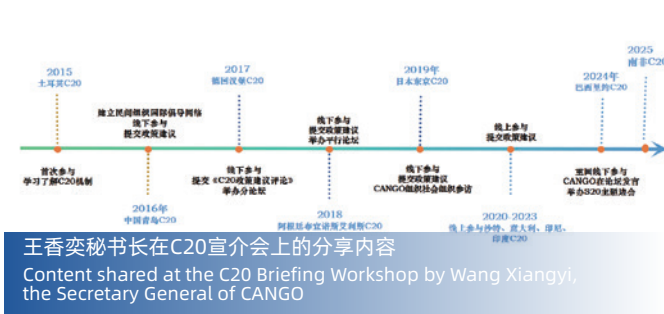 2015
土耳其C20
首次参与
学习了解C20机制
建立民间组织国际倡导网络
线下参与
提交政策建议
2016年
中国青岛C20
2017
德国汉堡C20
线下参与
提交《C20政策建议评论》
举办分论坛
线下参与
提交政策建议
举办平行论坛
2018
阿根廷布宜诺斯艾利斯C20
2019年
日本东京C20
线下参与
提交政策建议
CANGO组织社会组织参访
线上参与
提交政策建议
2020-2023
线上参与沙特、意大利、印尼、
印度C20
2024年
巴西里约C20
重回线下参与
CANGO在论坛发言
举办S20主题边会
2025
南非C20
王香奕秘书长在C20宣介会上的分享内容
Content shared at the C20 Briefing Workshop by Wang Xiangyi,
the Secretary General of CANGO